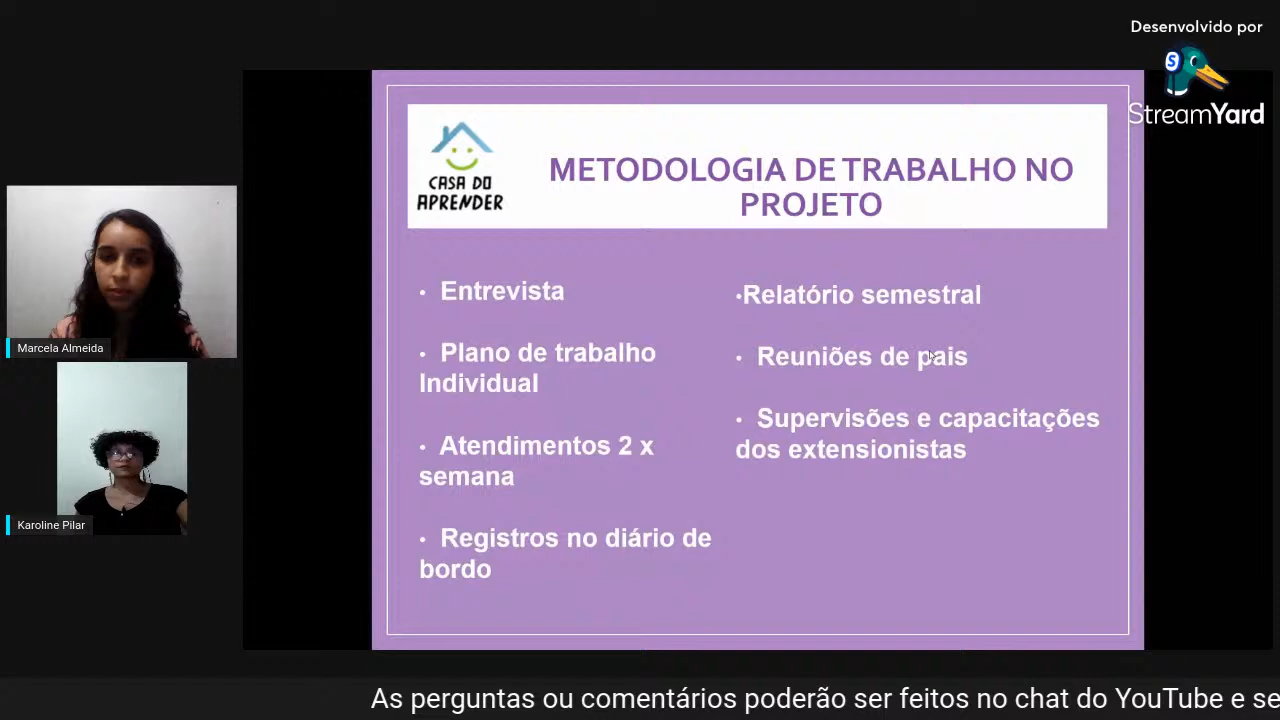 Desenvolvido por
StreamYard
CASA DO
APRENDER
METODOLOGIA DE TRABALHO NO
PROJETO
• Entrevista
• Plano de trabalho
Individual
• Atendimentos 2 x
semana
• Registros no diário de
bordo
•Relatório semestral
• Reuniões de pais
• Supervisões e capacitações
dos extensionistas
Marcela Almeida
Karoline Pilar
As perguntas ou comentários poderão ser feitos no chat do YouTube e se